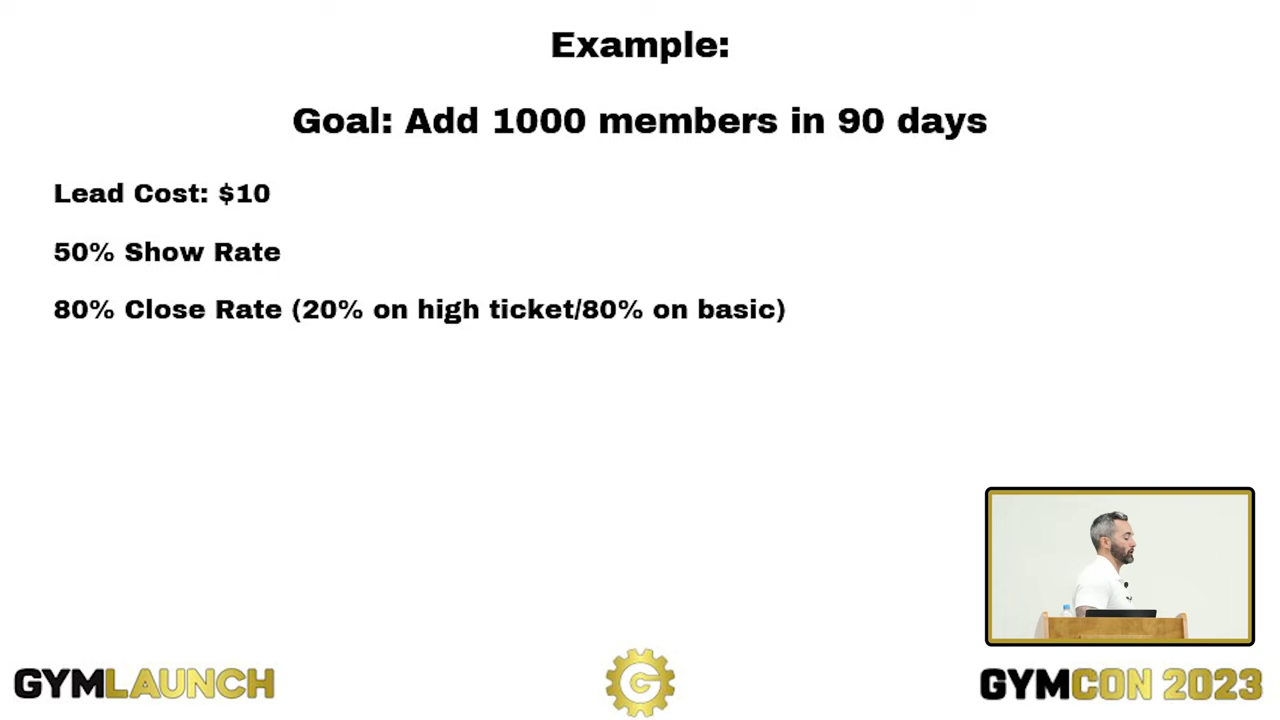 Example:
Goal: Add 1000 members in 90 days
Lead Cost: $10
50% Show Rate
80% Close Rate (20% on high ticket/80% on basic)
GYMLAUNCH
G
GYMCON 2023